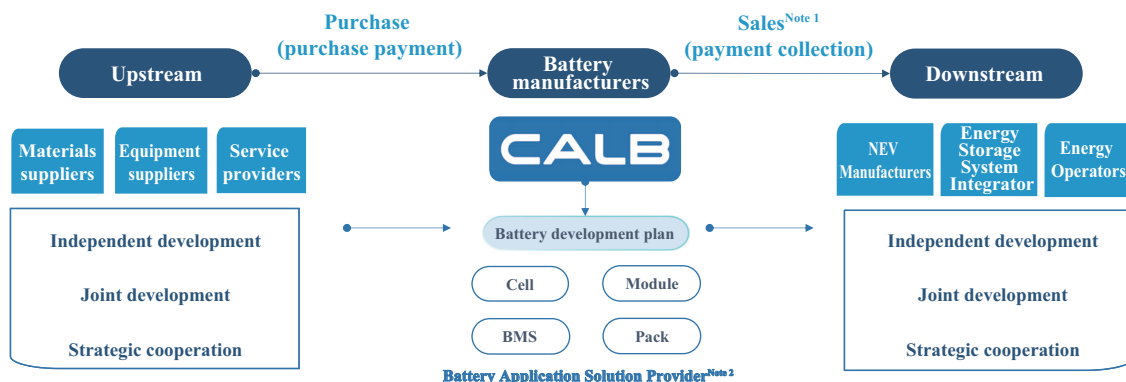 Purchase
(purchase payment)
Sales Note 1
(payment collection)
Upstream
Battery
manufacturers
Downstream
Materials
suppliers
Equipment
suppliers
Service
providers
CALB
NEV
Manufacturers
Energy
Storage
System
Integrator
Energy
Operators
Independent development
Joint development
Strategic cooperation
Battery development plan
Cell
Module
BMS
Pack
Independent development
Joint development
Strategic cooperation
Battery Application Solution Provider Note 2